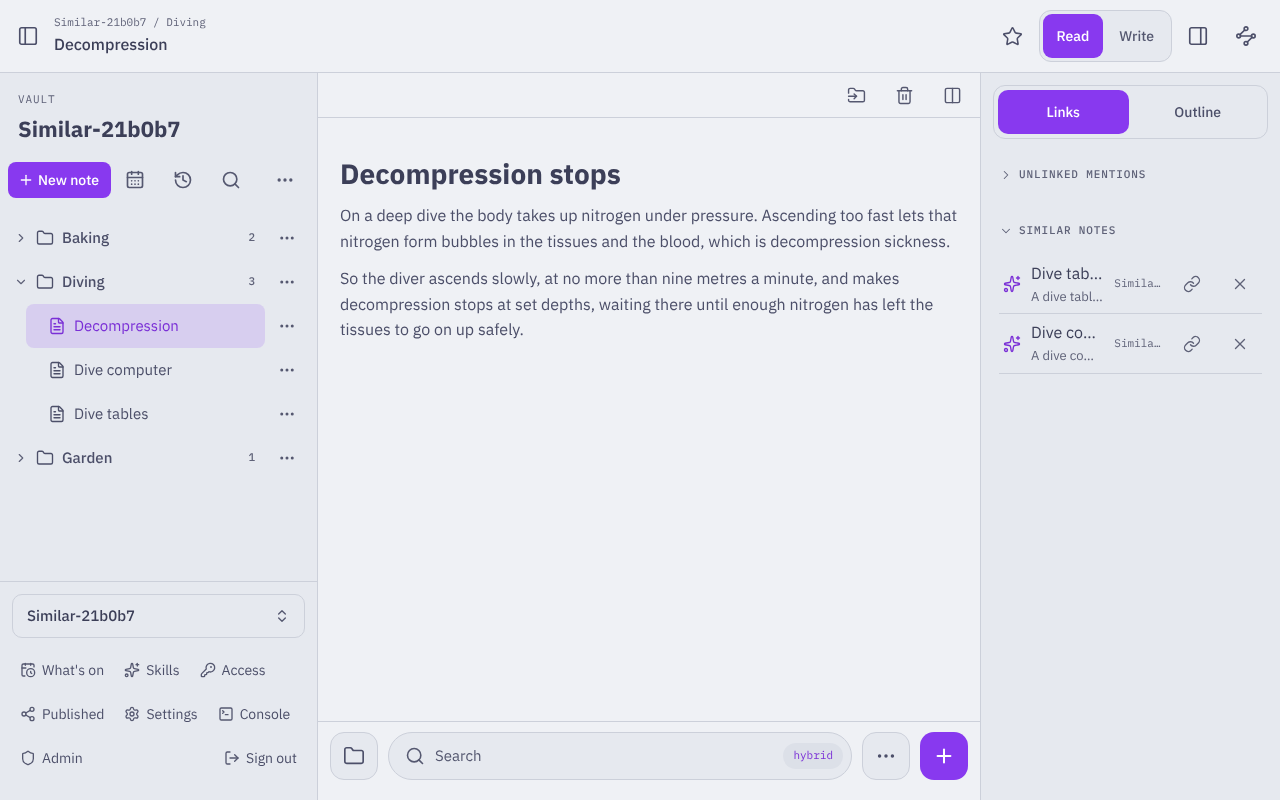 Similar-21b0b7 / Diving
Decompression
Read
Write
VAULT
Similar-21b0b7
New note
Baking 2
Diving 3
Decompression
Dive computer
Dive tables
Garden 1
Similar-21b0b7
What's on
Skills
Access
Published
Settings
Console
Admin
Sign out
Decompression stops
On a deep dive the body takes up nitrogen under pressure. Ascending too fast lets that
nitrogen form bubbles in the tissues and the blood, which is decompression sickness.
So the diver ascends slowly, at no more than nine metres a minute, and makes
decompression stops at set depths, waiting there until enough nitrogen has left the
tissues to go on up safely.
Search
hybrid
Links
Outline
UNLINKED MENTIONS
SIMILAR NOTES
Dive tab… Simila…
A dive tabl…
Dive co… Simila…
A dive co…